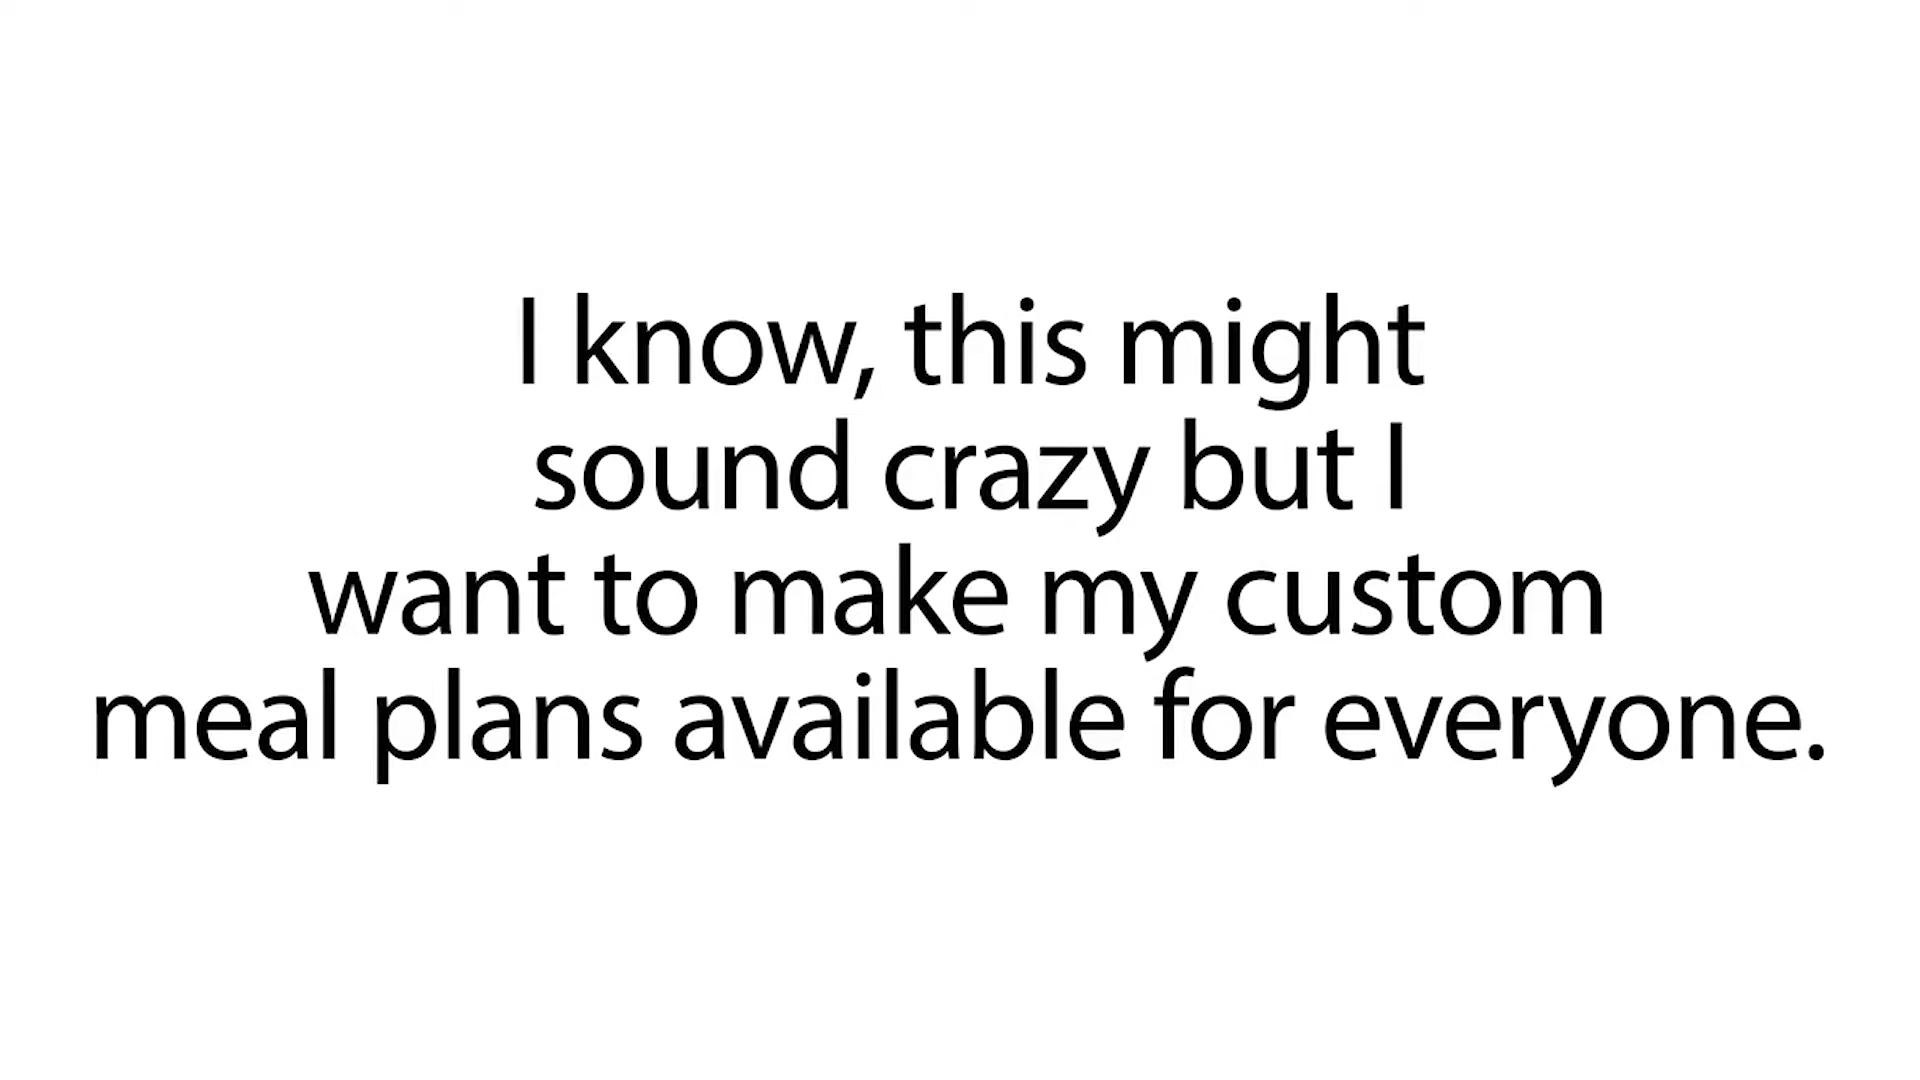 I know, this might
sound crazy but I
want to make my custom
meal plans available for everyone.